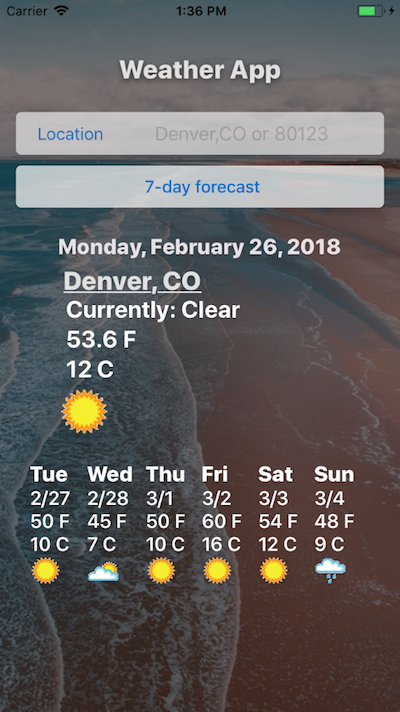 Carrier 1:36 PM
Weather App
Location Denver,CO or 80123
7-day forecast
Monday, February 26, 2018
Denver, CO
Currently: Clear
53.6 F
12 C
Tue Wed Thu Fri Sat Sun
2/27 2/28 3/1 3/2 3/3 3/4
50 F 45 F 50 F 60 F 54 F 48 F
10 C 7 C 10 C 16 C 12 C 9 C